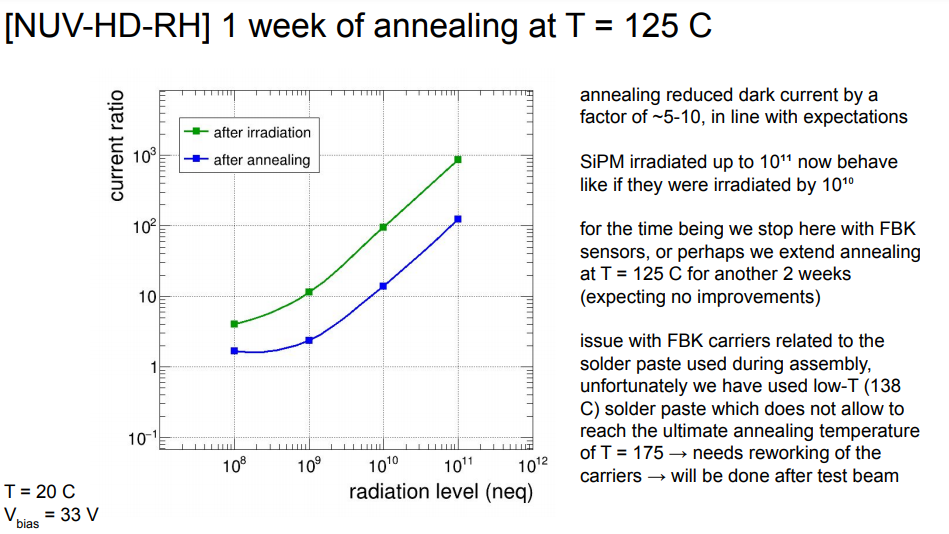 [NUV-HD-RH] 1 week of annealing at T = 125 C
current ratio
after irradiation
after annealing
10³
10²
10
1
10⁻¹
10⁸ 10⁹ 10¹⁰ 10¹¹ 10¹²
radiation level (neq)
T = 20 C
V_bias = 33 V
annealing reduced dark current by a
factor of ~5-10, in line with expectations
SiPM irradiated up to 10¹¹ now behave
like if they were irradiated by 10¹⁰
for the time being we stop here with FBK
sensors, or perhaps we extend annealing
at T = 125 C for another 2 weeks
(expecting no improvements)
issue with FBK carriers related to the
solder paste used during assembly,
unfortunately we have used low-T (138
C) solder paste which does not allow to
reach the ultimate annealing temperature
of T = 175 → needs reworking of the
carriers → will be done after test beam